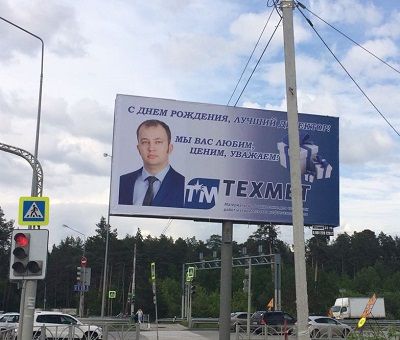 С ДНЕМ РОЖДЕНИЯ, ЛУЧШИЙ ДИРЕКТОР!
МЫ ВАС ЛЮБИМ,
ЦЕНИМ, УВАЖАЕМ!
ТМ ТЕХМЕТ